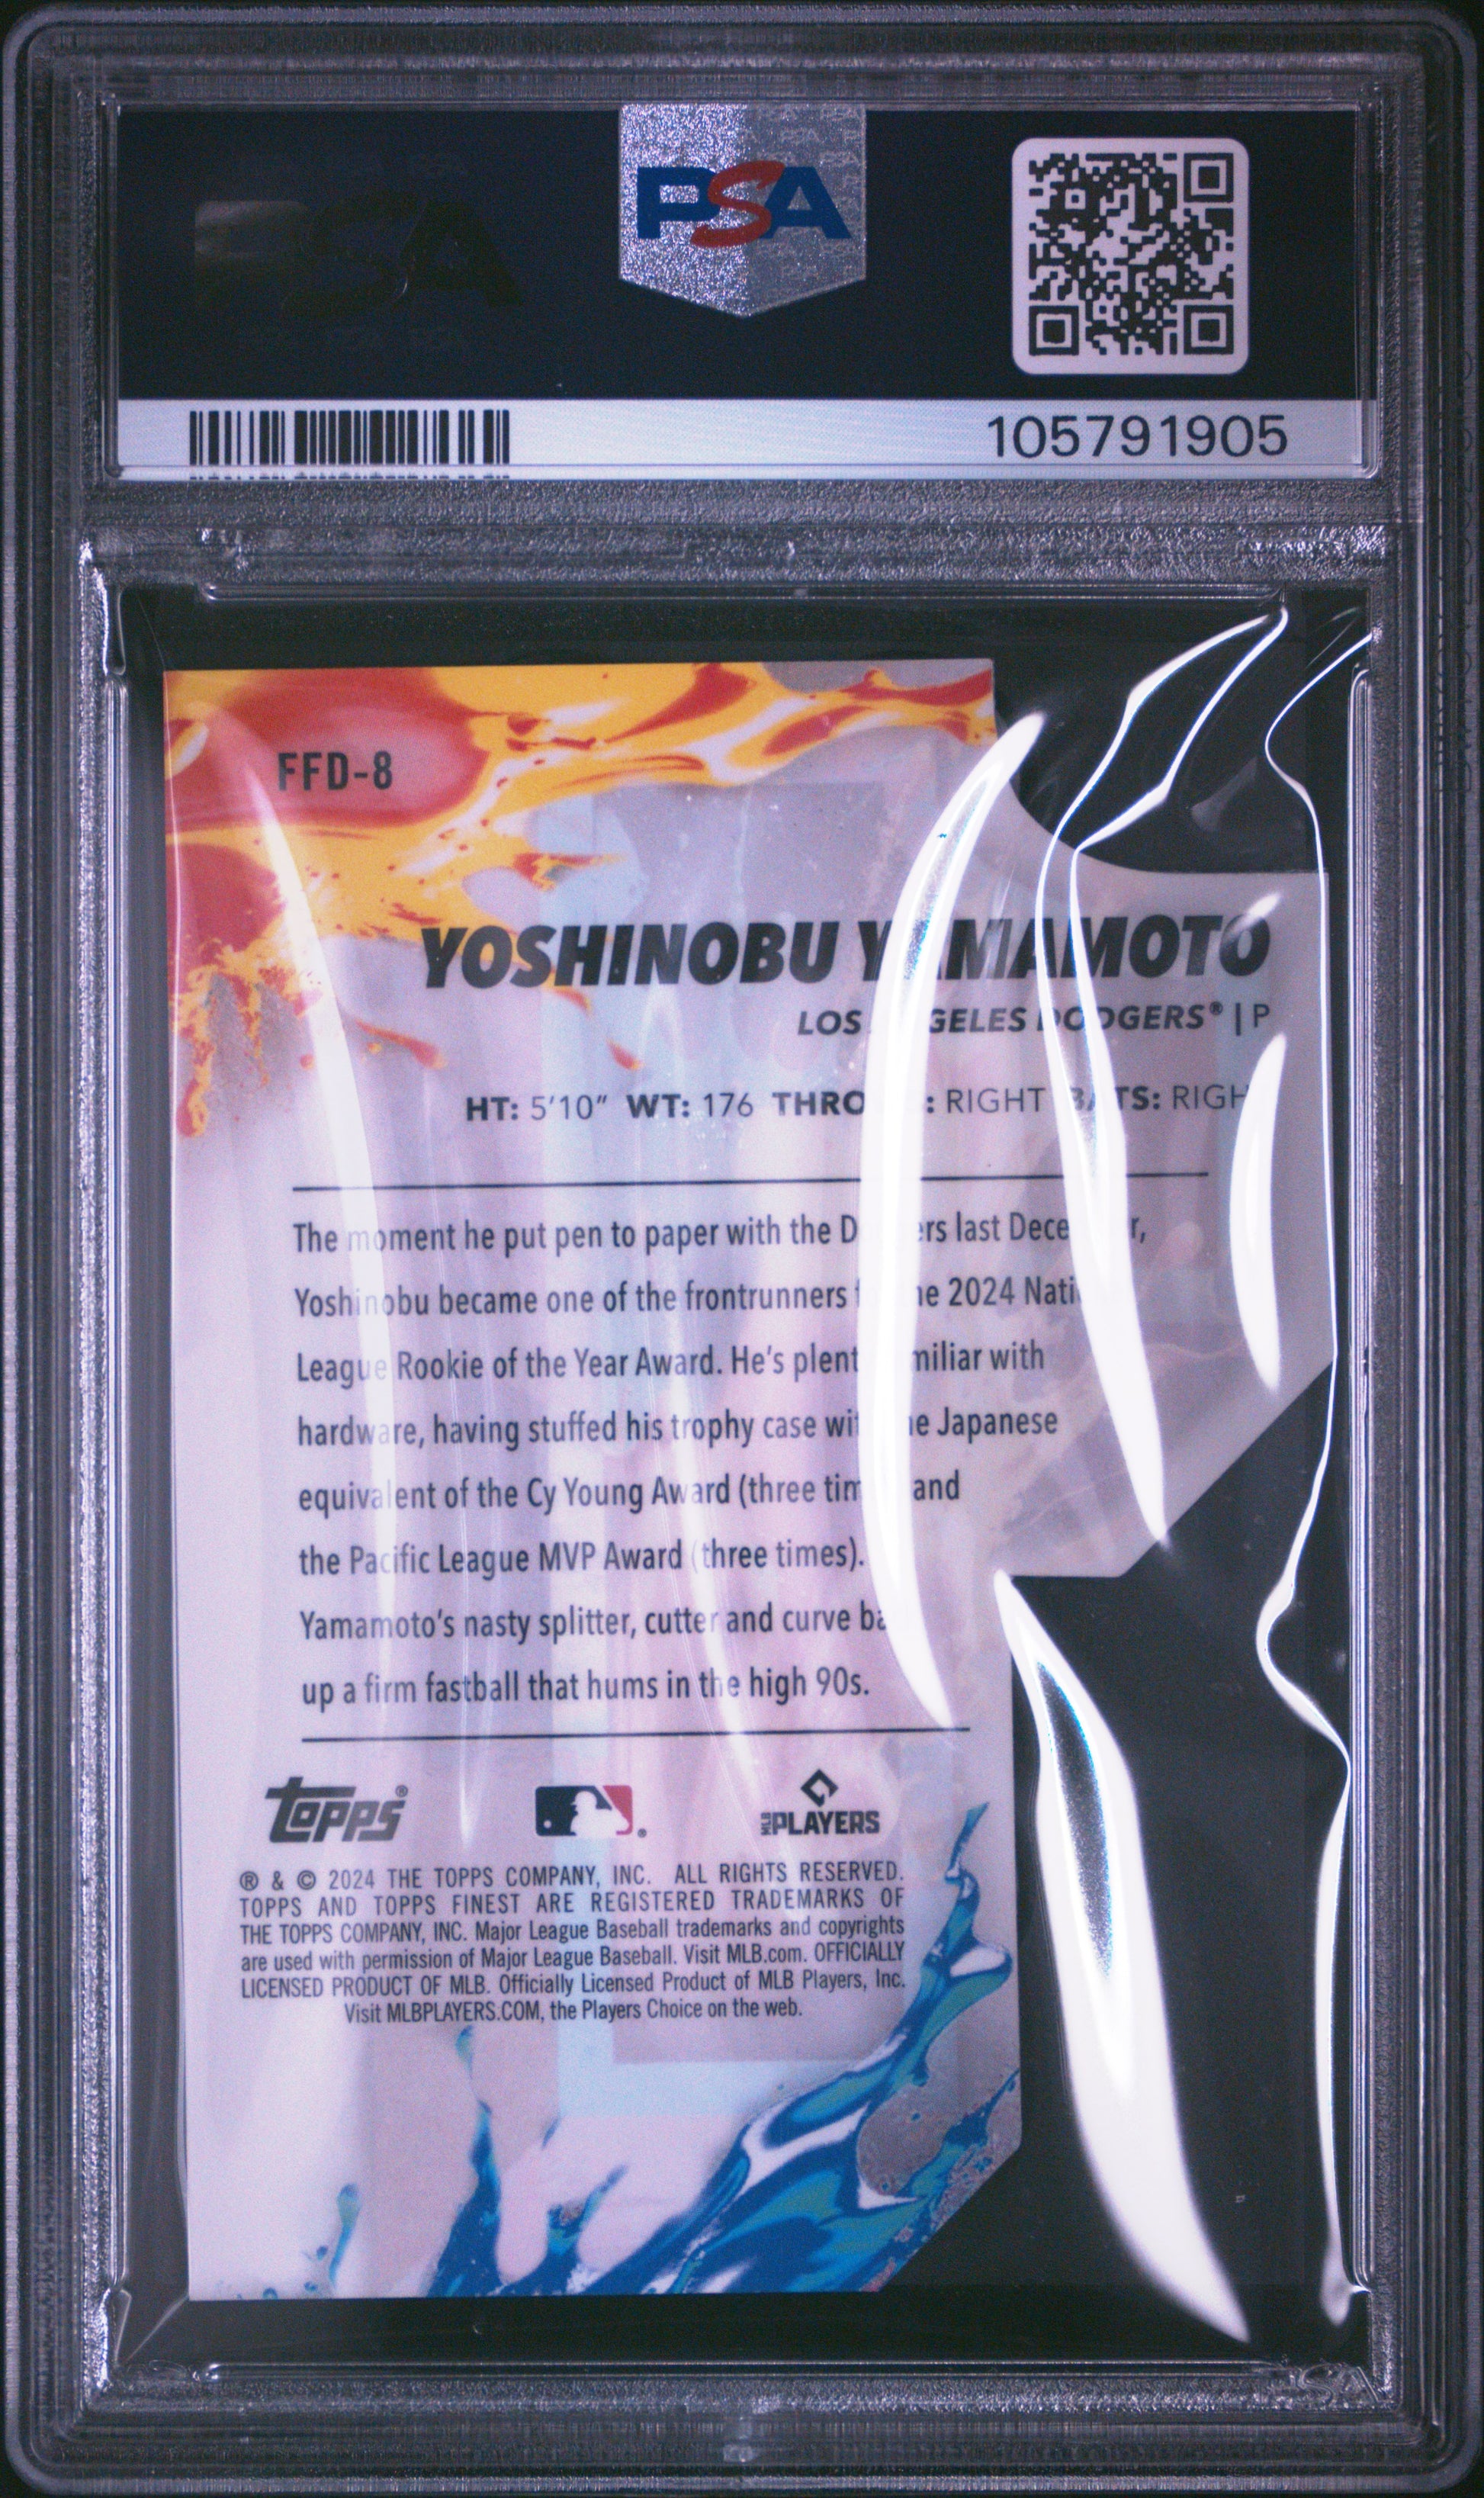 PSA
105791905
FFD-8
YOSHINOBU YAMAMOTO
LOS GELES DODGERS® | P
HT: 5'10" WT: 176 THRO : RIGHT BATS: RIGH
The moment he put pen to paper with the D ers last Dece r,
Yoshinobu became one of the frontrunners he 2024 Nati
League Rookie of the Year Award. He's plent miliar with
hardware, having stuffed his trophy case wi he Japanese
equivalent of the Cy Young Award (three tim and
the Pacific League MVP Award (three times).
Yamamoto's nasty splitter, cutter and curve ba
up a firm fastball that hums in the high 90s.
topps® ® MLB PLAYERS
® & © 2024 THE TOPPS COMPANY, INC. ALL RIGHTS RESERVED.
TOPPS AND TOPPS FINEST ARE REGISTERED TRADEMARKS OF
THE TOPPS COMPANY, INC. Major League Baseball trademarks and copyrights
are used with permission of Major League Baseball. Visit MLB.com. OFFICIALLY
LICENSED PRODUCT OF MLB. Officially Licensed Product of MLB Players, Inc.
Visit MLBPLAYERS.COM, the Players Choice on the web.